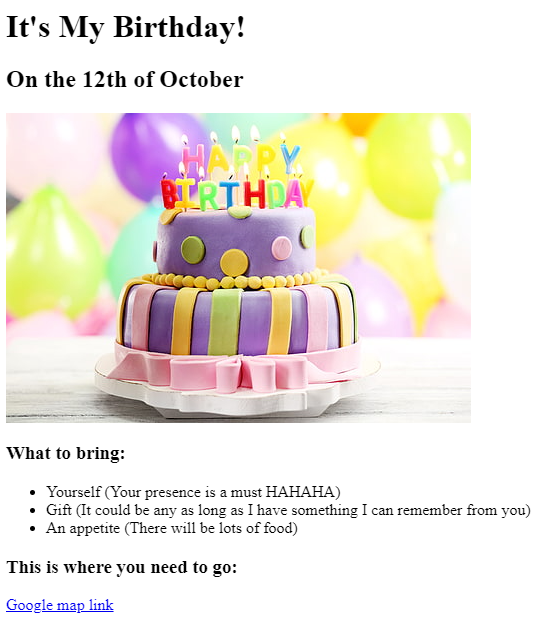 It's My Birthday!
On the 12th of October
HAPPY
BIRTHDAY
What to bring:
Yourself (Your presence is a must HAHAHA)
Gift (It could be any as long as I have something I can remember from you)
An appetite (There will be lots of food)
This is where you need to go:
Google map link